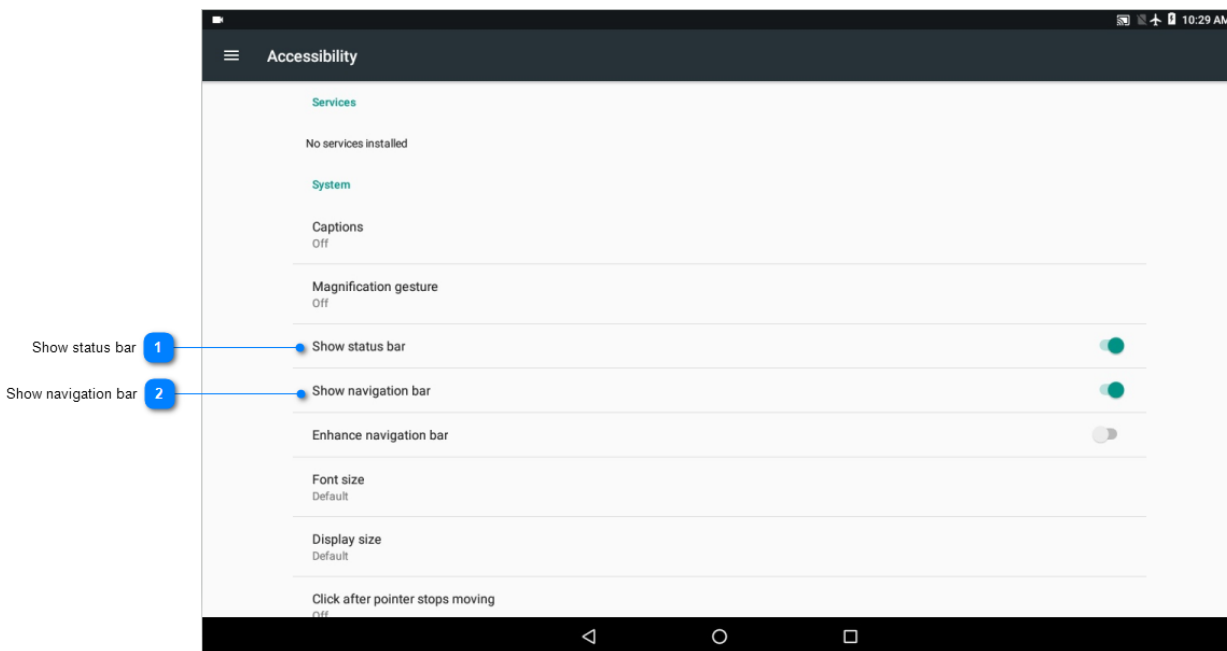 10:29 AM
Accessibility
Services
No services installed
System
Captions
Off
Magnification gesture
Off
Show status bar 1 Show status bar
Show navigation bar 2 Show navigation bar
Enhance navigation bar
Font size
Default
Display size
Default
Click after pointer stops moving
Off